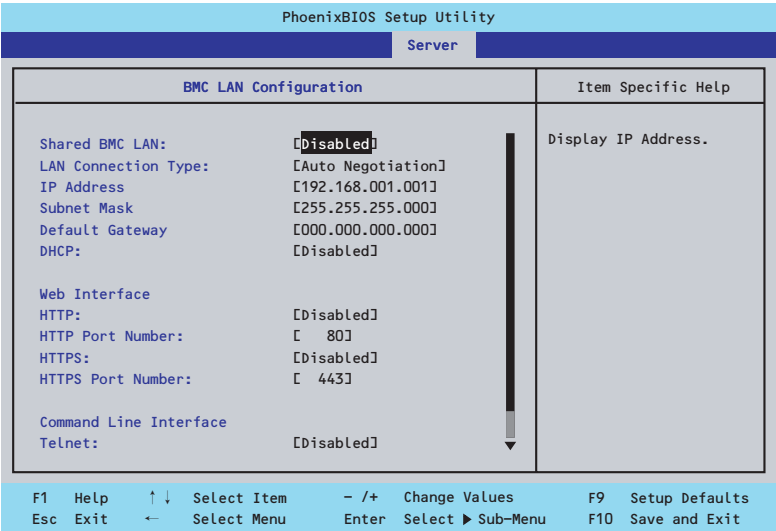 PhoenixBIOS Setup Utility
Server
BMC LAN Configuration
Item Specific Help
Shared BMC LAN: [Disabled]
Display IP Address.
LAN Connection Type: [Auto Negotiation]
IP Address [192.168.001.001]
Subnet Mask [255.255.255.000]
Default Gateway [000.000.000.000]
DHCP: [Disabled]
Web Interface
HTTP: [Disabled]
HTTP Port Number: [ 80]
HTTPS: [Disabled]
HTTPS Port Number: [ 443]
Command Line Interface
Telnet: [Disabled]
F1 Help ↑↓ Select Item - /+ Change Values F9 Setup Defaults
Esc Exit ← Select Menu Enter Select ▶ Sub-Menu F10 Save and Exit